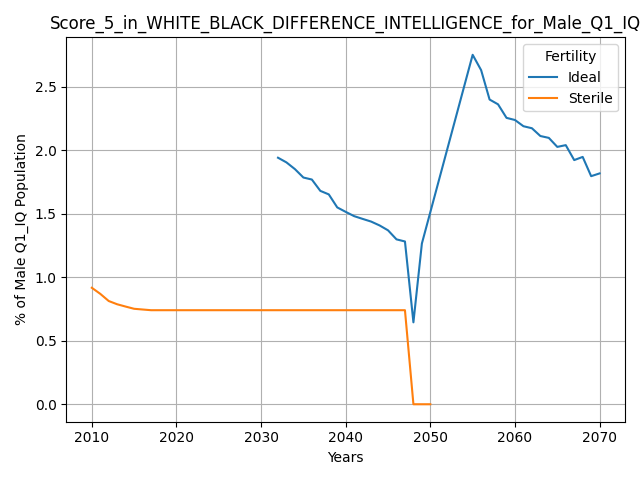 Score_5_in_WHITE_BLACK_DIFFERENCE_INTELLIGENCE_for_Male_Q1_IQ
Fertility
Ideal
Sterile
% of Male Q1_IQ Population
2.5
2.0
1.5
1.0
0.5
0.0
2010 2020 2030 2040 2050 2060 2070
Years